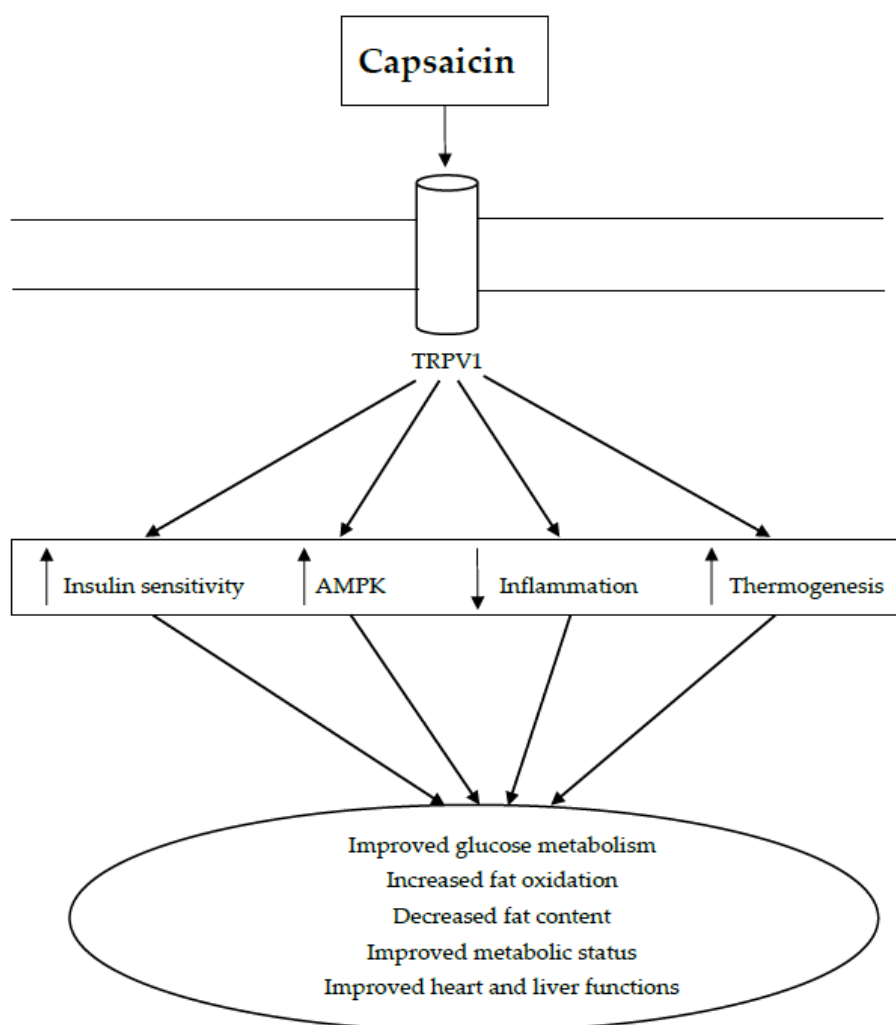 Capsaicin
TRPV1
Insulin sensitivity AMPK Inflammation Thermogenesis
Improved glucose metabolism
Increased fat oxidation
Decreased fat content
Improved metabolic status
Improved heart and liver functions